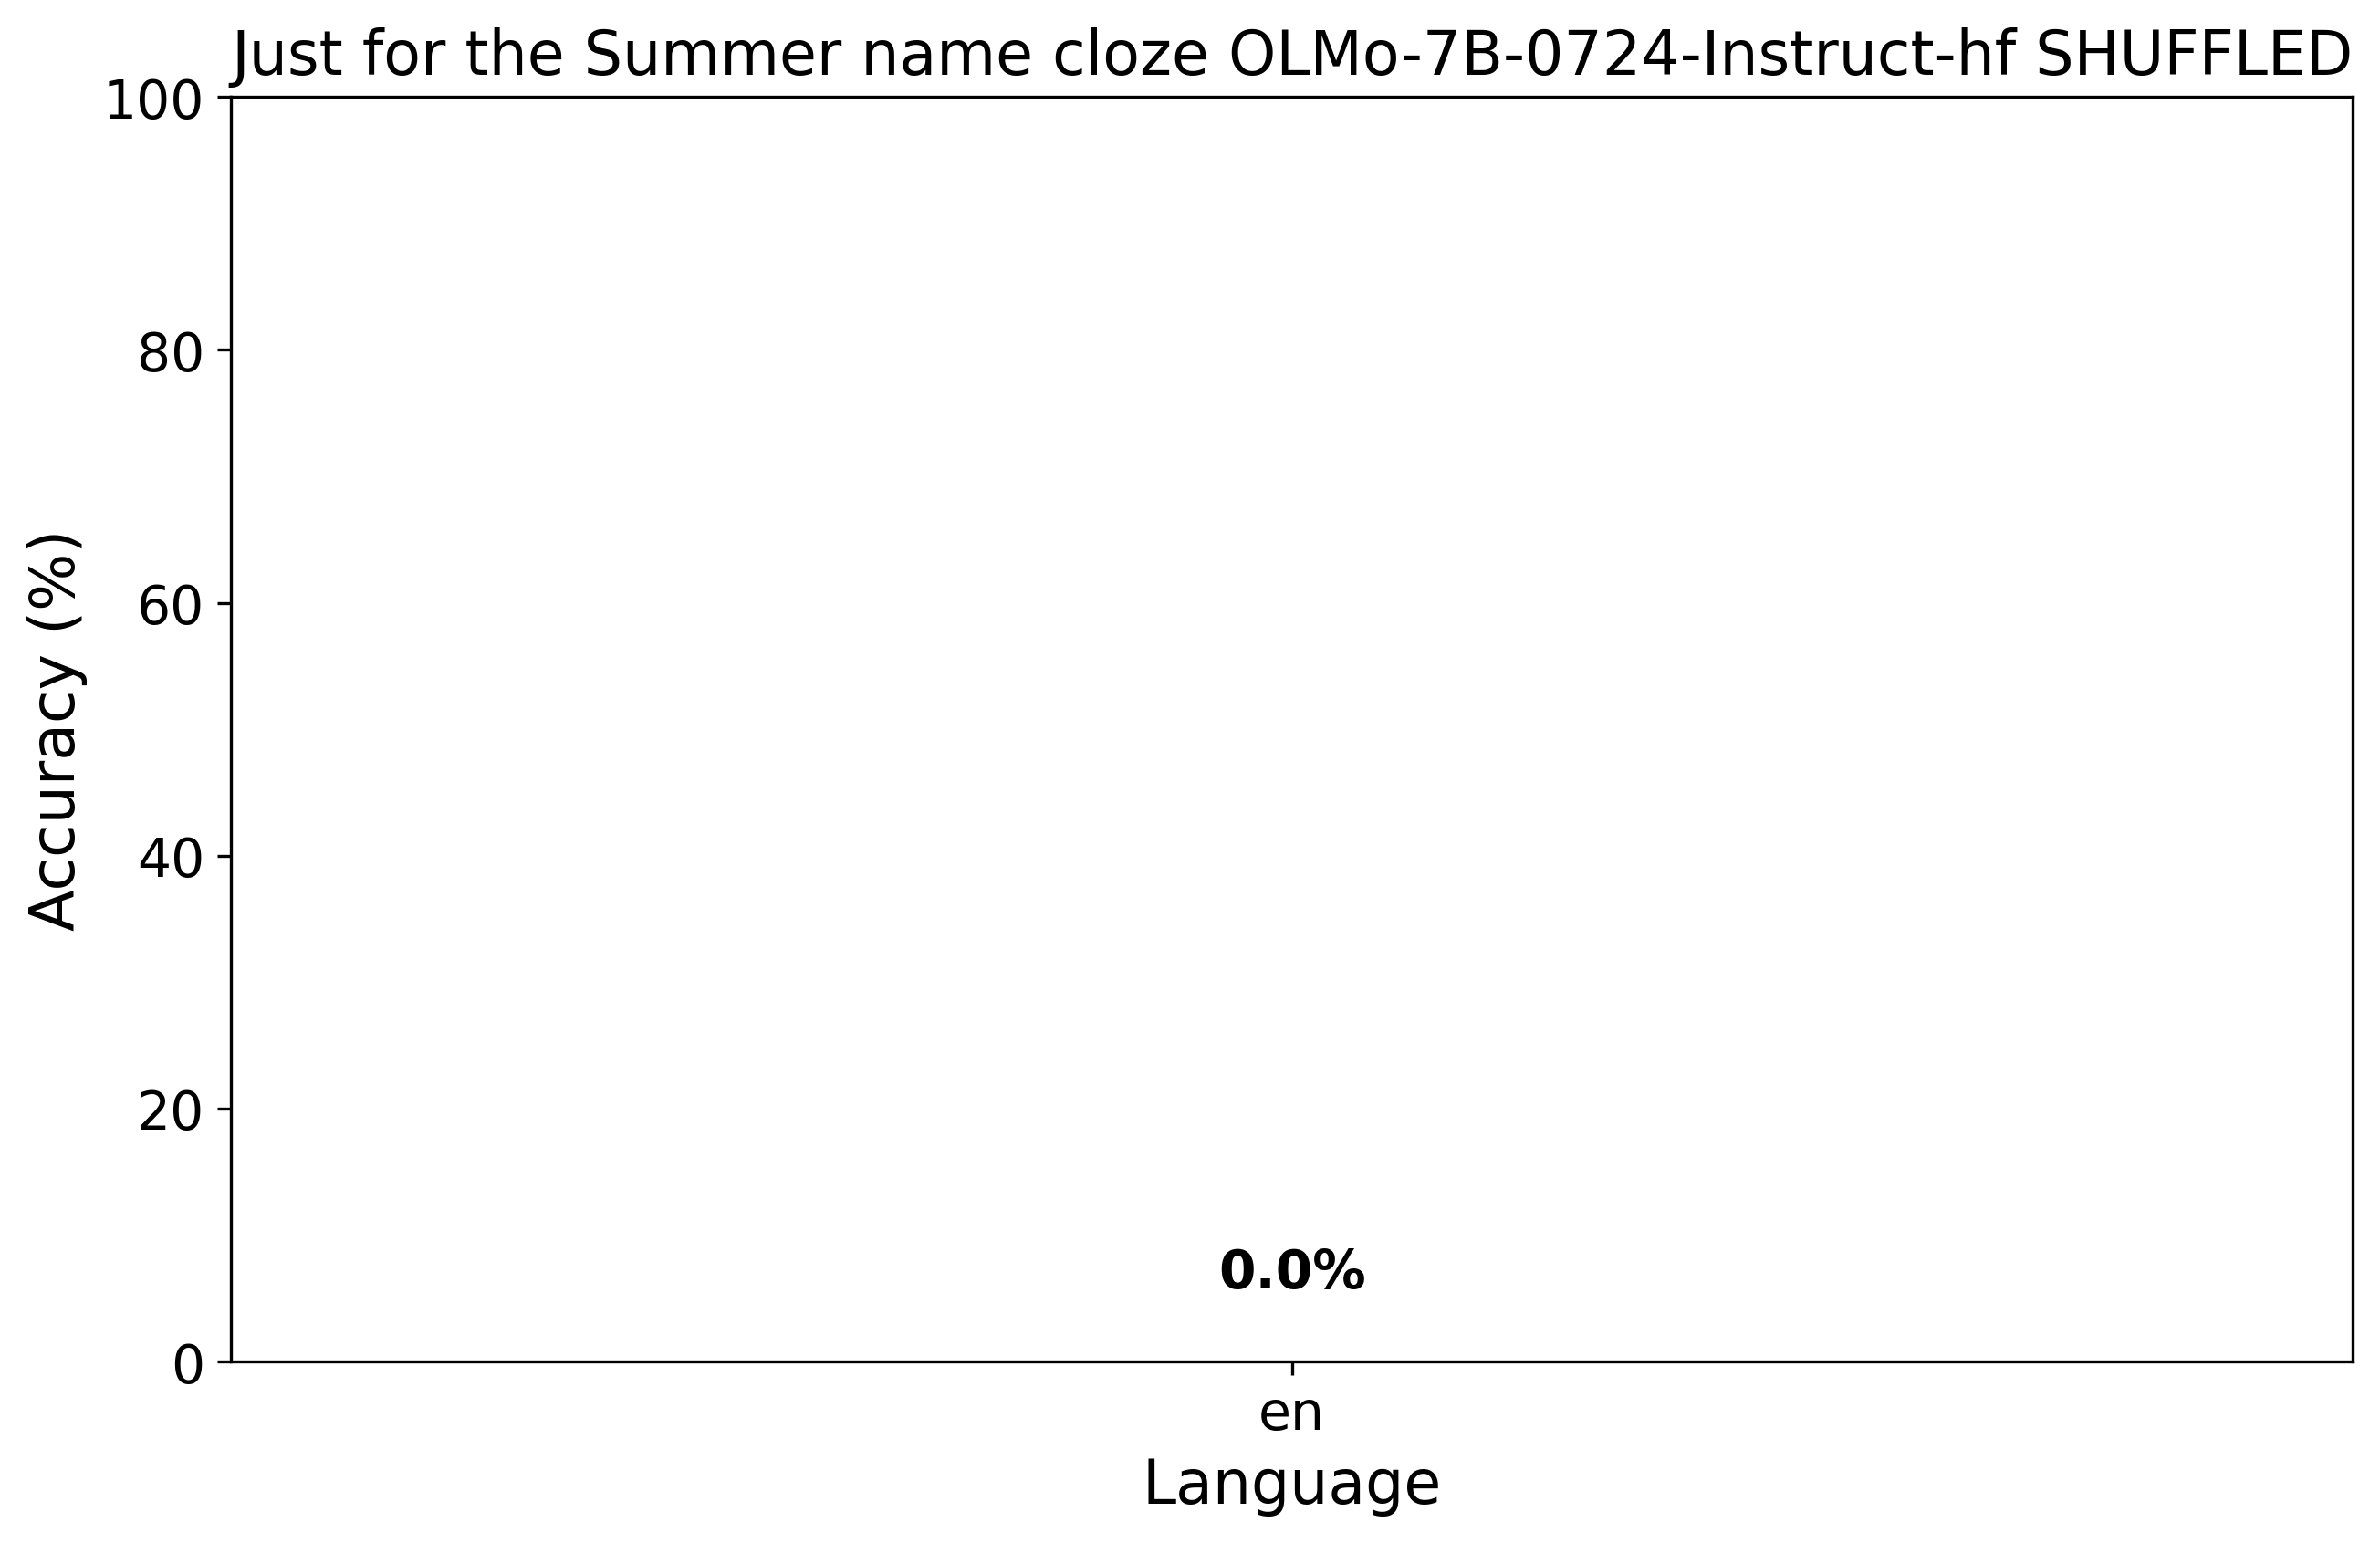 Just for the Summer name cloze OLMo-7B-0724-Instruct-hf SHUFFLED
100
80
60
40
20
0
Accuracy (%)
0.0%
en
Language